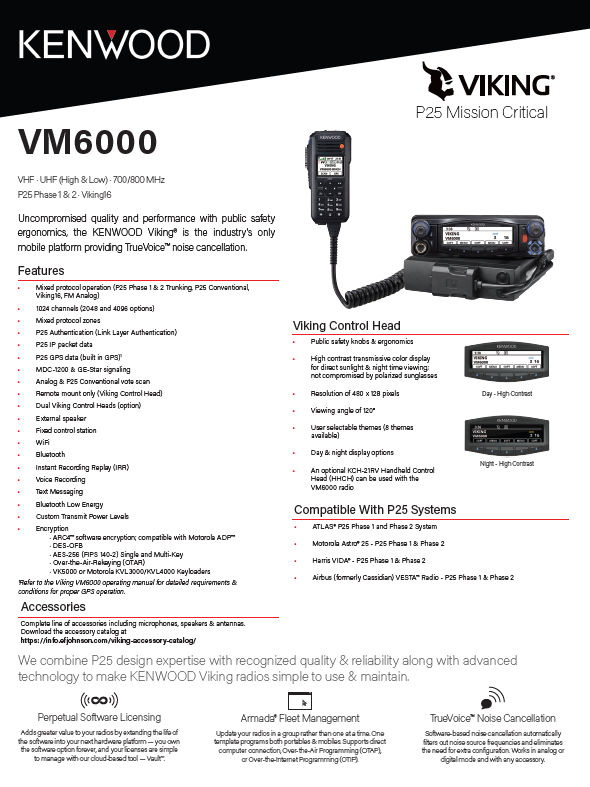 KENWOOD
VIKING®
P25 Mission Critical
VM6000
VHF · UHF (High & Low) · 700/800 MHz
P25 Phase 1 & 2 · Viking16
Uncompromised quality and performance with public safety
ergonomics, the KENWOOD Viking® is the industry's only
mobile platform providing TrueVoice™ noise cancellation.
Features
Mixed protocol operation (P25 Phase 1 & 2 Trunking, P25 Conventional,
Viking16, FM Analog)
1024 channels (2048 and 4096 options)
Mixed protocol zones
P25 Authentication (Link Layer Authentication)
P25 IP packet data
P25 GPS data (built in GPS)¹
MDC-1200 & GE-Star signaling
Analog & P25 Conventional vote scan
Remote mount only (Viking Control Head)
Dual Viking Control Heads (option)
External speaker
Fixed control station
WiFi
Bluetooth
Instant Recording Replay (IRR)
Voice Recording
Text Messaging
Bluetooth Low Energy
Custom Transmit Power Levels
Encryption
· ARC4™ software encryption; compatible with Motorola ADP™
· DES-OFB
· AES-256 (FIPS 140-2) Single and Multi-Key
· Over-the-Air-Rekeying (OTAR)
· VK5000 or Motorola KVL3000/KVL4000 Keyloaders
¹Refer to the Viking VM6000 operating manual for detailed requirements &
conditions for proper GPS operation.
Accessories
Complete line of accessories including microphones, speakers & antennas.
Download the accessory catalog at
https://info.efjohnson.com/viking-accessory-catalog/
KENWOOD
VIKING
VM6000
Viking Control Head
Public safety knobs & ergonomics
High contrast transmissive color display
for direct sunlight & night time viewing;
not compromised by polarized sunglasses
Resolution of 480 x 128 pixels
Viewing angle of 120°
User selectable themes (8 themes
available)
Day & night display options
An optional KCH-21RV Handheld Control
Head (HHCH) can be used with the
VM6000 radio
KENWOOD
VIKING
VM6000
3 16
Day - High Contrast
KENWOOD
VIKING
VM6000
3 16
Night - High Contrast
Compatible With P25 Systems
ATLAS® P25 Phase 1 and Phase 2 System
Motorola Astro® 25 - P25 Phase 1 & Phase 2
Harris VIDA® - P25 Phase 1 & Phase 2
Airbus (formerly Cassidian) VESTA™ Radio - P25 Phase 1 & Phase 2
We combine P25 design expertise with recognized quality & reliability along with advanced
technology to make KENWOOD Viking radios simple to use & maintain.
Perpetual Software Licensing
Adds greater value to your radios by extending the life of
the software into your next hardware platform — you own
the software option forever, and your licenses are simple
to manage with our cloud-based tool — Vault™.
Armada® Fleet Management
Update your radios in a group rather than one at a time. One
template programs both portables & mobiles. Supports direct
computer connection, Over-the-Air Programming (OTAP),
or Over-the-Internet Programming (OTIP).
TrueVoice™ Noise Cancellation
Software-based noise cancellation automatically
filters out noise source frequencies and eliminates
the need for extra configuration. Works in analog or
digital mode and with any accessory.